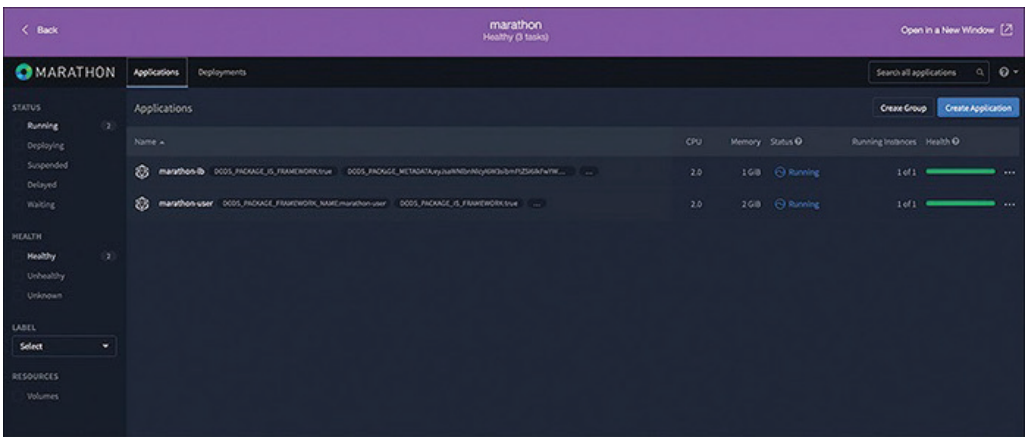 Back
marathon
Healthy (3 tasks)
Open in a New Window
MARATHON
Applications
Deployments
Search all applications
STATUS
Running 2
Deploying
Suspended
Delayed
Waiting
HEALTH
Healthy 2
Unhealthy
Unknown
LABEL
Select
RESOURCES
Volumes
Applications
Create Group
Create Application
Name CPU Memory Status Running Instances Health
marathon-lb DCOS_PACKAGE_IS_FRAMEWORK:true ... 2.0 1 GiB Running 1 of 1 ...
marathon-user DCOS_PACKAGE_FRAMEWORK_NAME:marathon-user DCOS_PACKAGE_IS_FRAMEWORK:true ... 2.0 2 GiB Running 1 of 1 ...